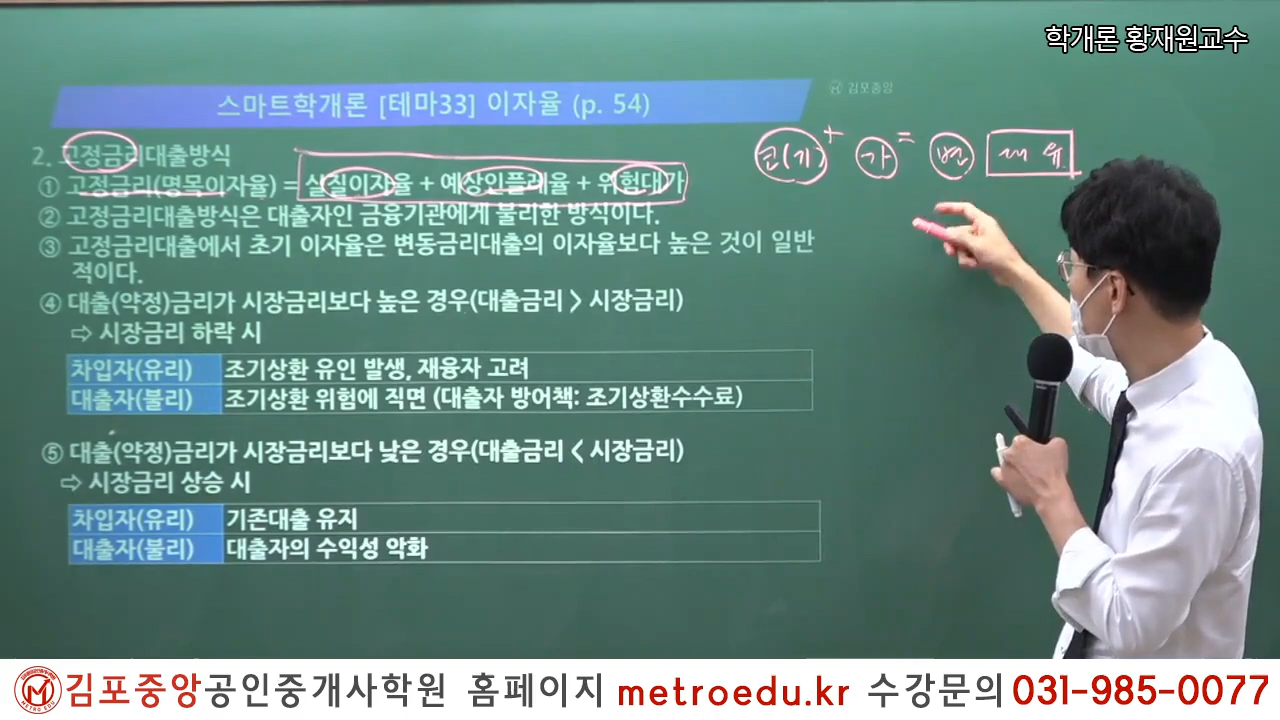 학개론 황재원교수
스마트학개론 [테마33] 이자율 (p. 54)
김포중앙
코(기) + 가 = 변
2. 고정금리대출방식
① 고정금리(명목이자율) = 실질이자율 + 예상인플레율 + 위험대가
② 고정금리대출방식은 대출자인 금융기관에게 불리한 방식이다.
③ 고정금리대출에서 초기 이자율은 변동금리대출의 이자율보다 높은 것이 일반
적이다.
④ 대출(약정)금리가 시장금리보다 높은 경우(대출금리 > 시장금리)
⇨ 시장금리 하락 시
차입자(유리) 조기상환 유인 발생, 재융자 고려
대출자(불리) 조기상환 위험에 직면 (대출자 방어책: 조기상환수수료)
⑤ 대출(약정)금리가 시장금리보다 낮은 경우(대출금리 < 시장금리)
⇨ 시장금리 상승 시
차입자(유리) 기존대출 유지
대출자(불리) 대출자의 수익성 악화
METRO EDU
김포중앙공인중개사학원 홈페이지 metroedu.kr 수강문의 031-985-0077